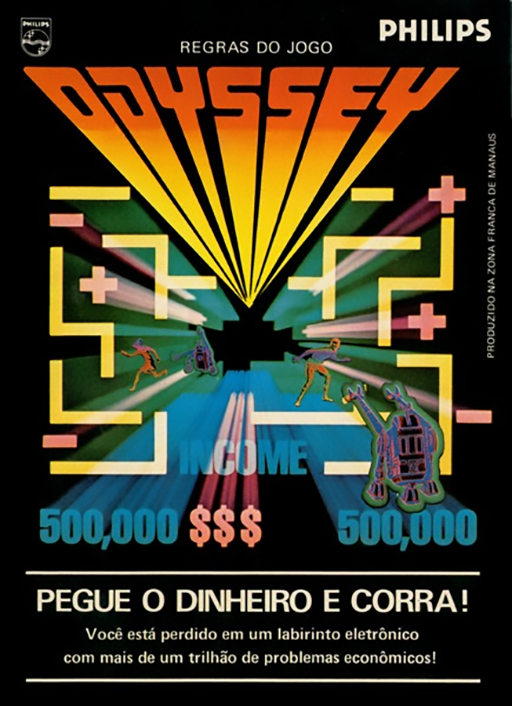 PHILIPS
PHILIPS
REGRAS DO JOGO
ODYSSEY
PRODUZIDO NA ZONA FRANCA DE MANAUS
INCOME
500,000 $$$ 500,000
PEGUE O DINHEIRO E CORRA!
Você está perdido em um labirinto eletrônico
com mais de um trilhão de problemas econômicos!